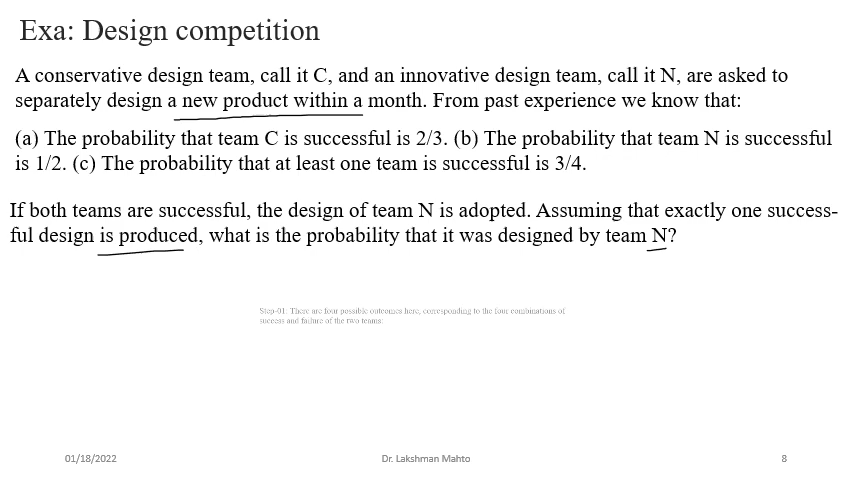 Exa: Design competition
A conservative design team, call it C, and an innovative design team, call it N, are asked to
separately design a new product within a month. From past experience we know that:
(a) The probability that team C is successful is 2/3. (b) The probability that team N is successful
is 1/2. (c) The probability that at least one team is successful is 3/4.
If both teams are successful, the design of team N is adopted. Assuming that exactly one success-
ful design is produced, what is the probability that it was designed by team N?
Step-01: There are four possible outcomes here, corresponding to the four combinations of
success and failure of the two teams:
01/18/2022
Dr. Lakshman Mahto
8